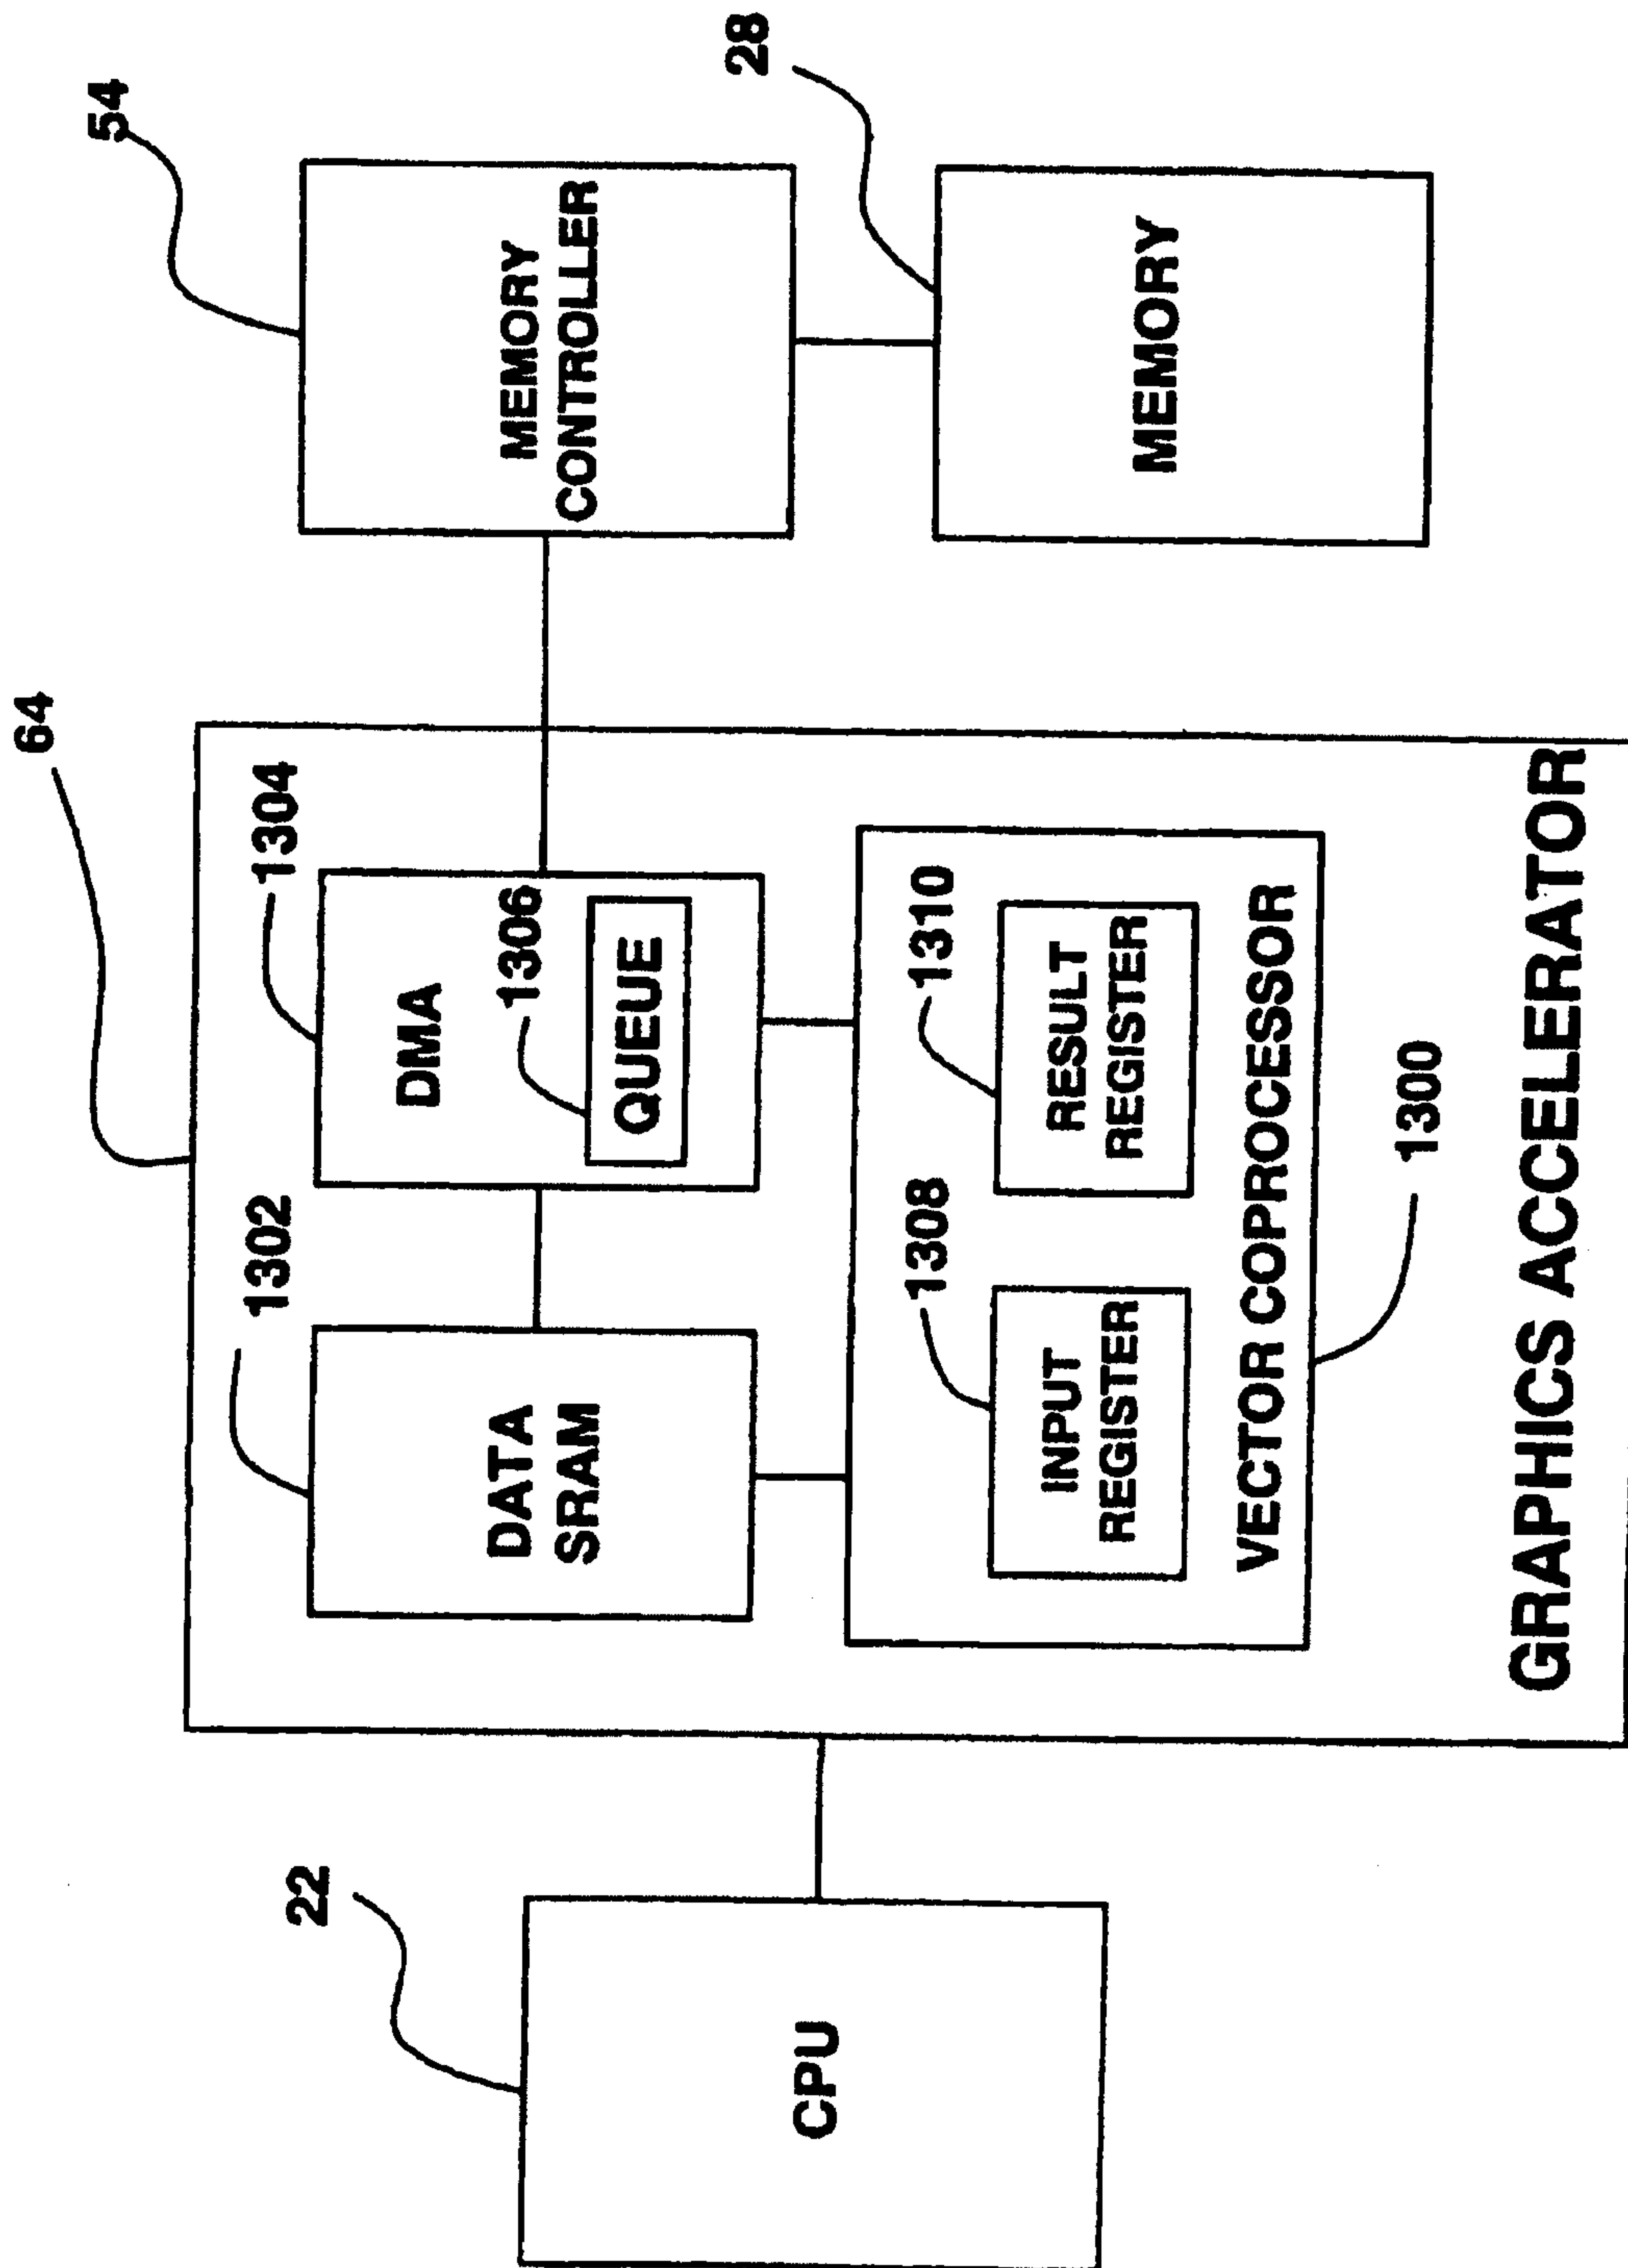 64
54
28
22
1302
1304
1306
DATA
SRAM
DMA
QUEUE
MEMORY
CONTROLLER
MEMORY
CPU
1308
1310
INPUT
REGISTER
RESULT
REGISTER
VECTOR COPROCESSOR
1300
GRAPHICS ACCELERATOR